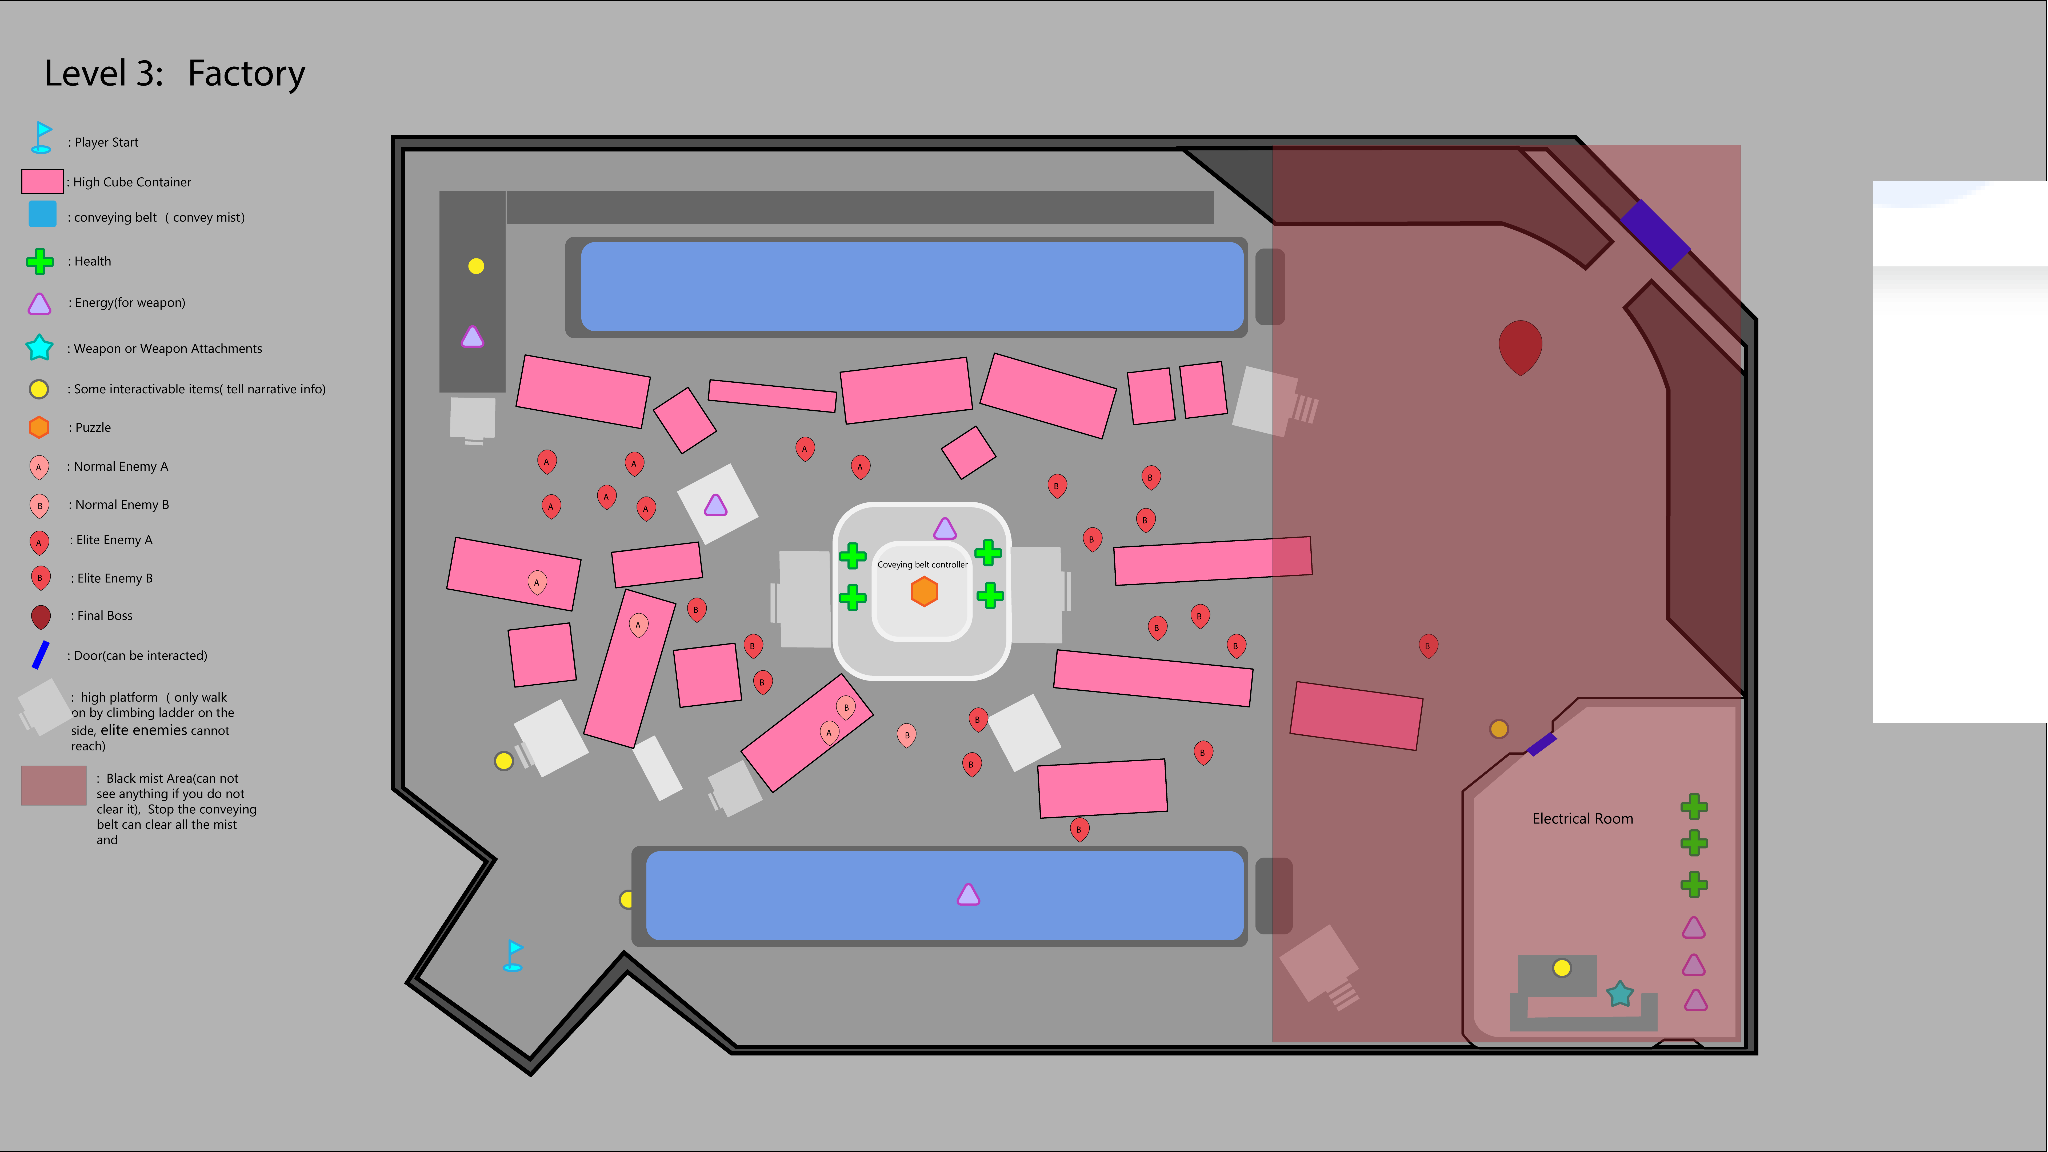 Level 3:   Factory
: Player Start
: High Cube Container
: conveying belt  ( convey mist)
: Health
: Energy(for weapon)
: Weapon or Weapon Attachments
: Some interactivable items( tell narrative info)
: Puzzle
A : Normal Enemy A
B : Normal Enemy B
A : Elite Enemy A
B : Elite Enemy B
: Final Boss
: Door(can be interacted)
:  high platform  ( only walk
on by climbing ladder on the
side, elite enemies cannot
reach)
:  Black mist Area(can not
see anything if you do not
clear it),  Stop the conveying
belt can clear all the mist
and
A
A
A
A
B
A
A
B
A
A
B
B
B
A
B
B
A
B
B
B
B
B
B
B
A
B
B
B
B
B
Coveying belt controller
Electrical Room